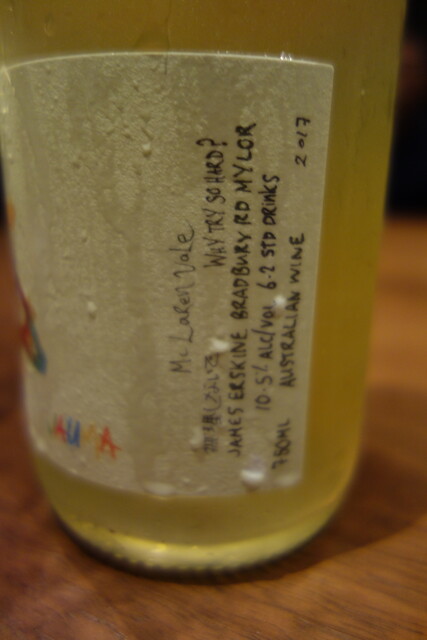 McLaren Vale
WHY TRY SO HARD?
JAMES ERSKINE BRADBURY RD MYLOR
10.5% ALC/VOL 6.2 STD DRINKS
750ML AUSTRALIAN WINE 2017